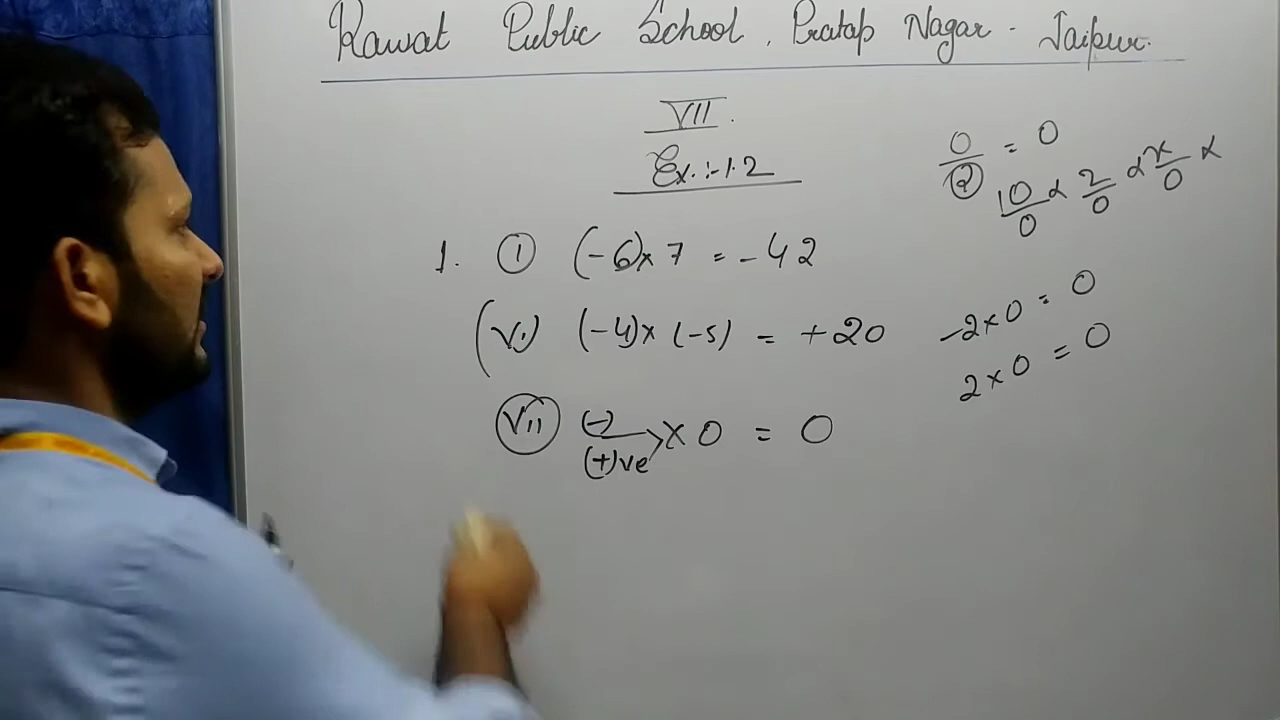 Rawat Public School, Pratap Nagar - Jaipur.
VII.
Ex.:-1.2
0/2 = 0
10/0 ∝ 2/0 ∝ x/0 ∝
1. (i) (-6)× 7 = - 42
(vi) (-4)× (-5) = +20
-2×0 = 0
2×0 = 0
(vii) (-) × 0 = 0
(+)ve